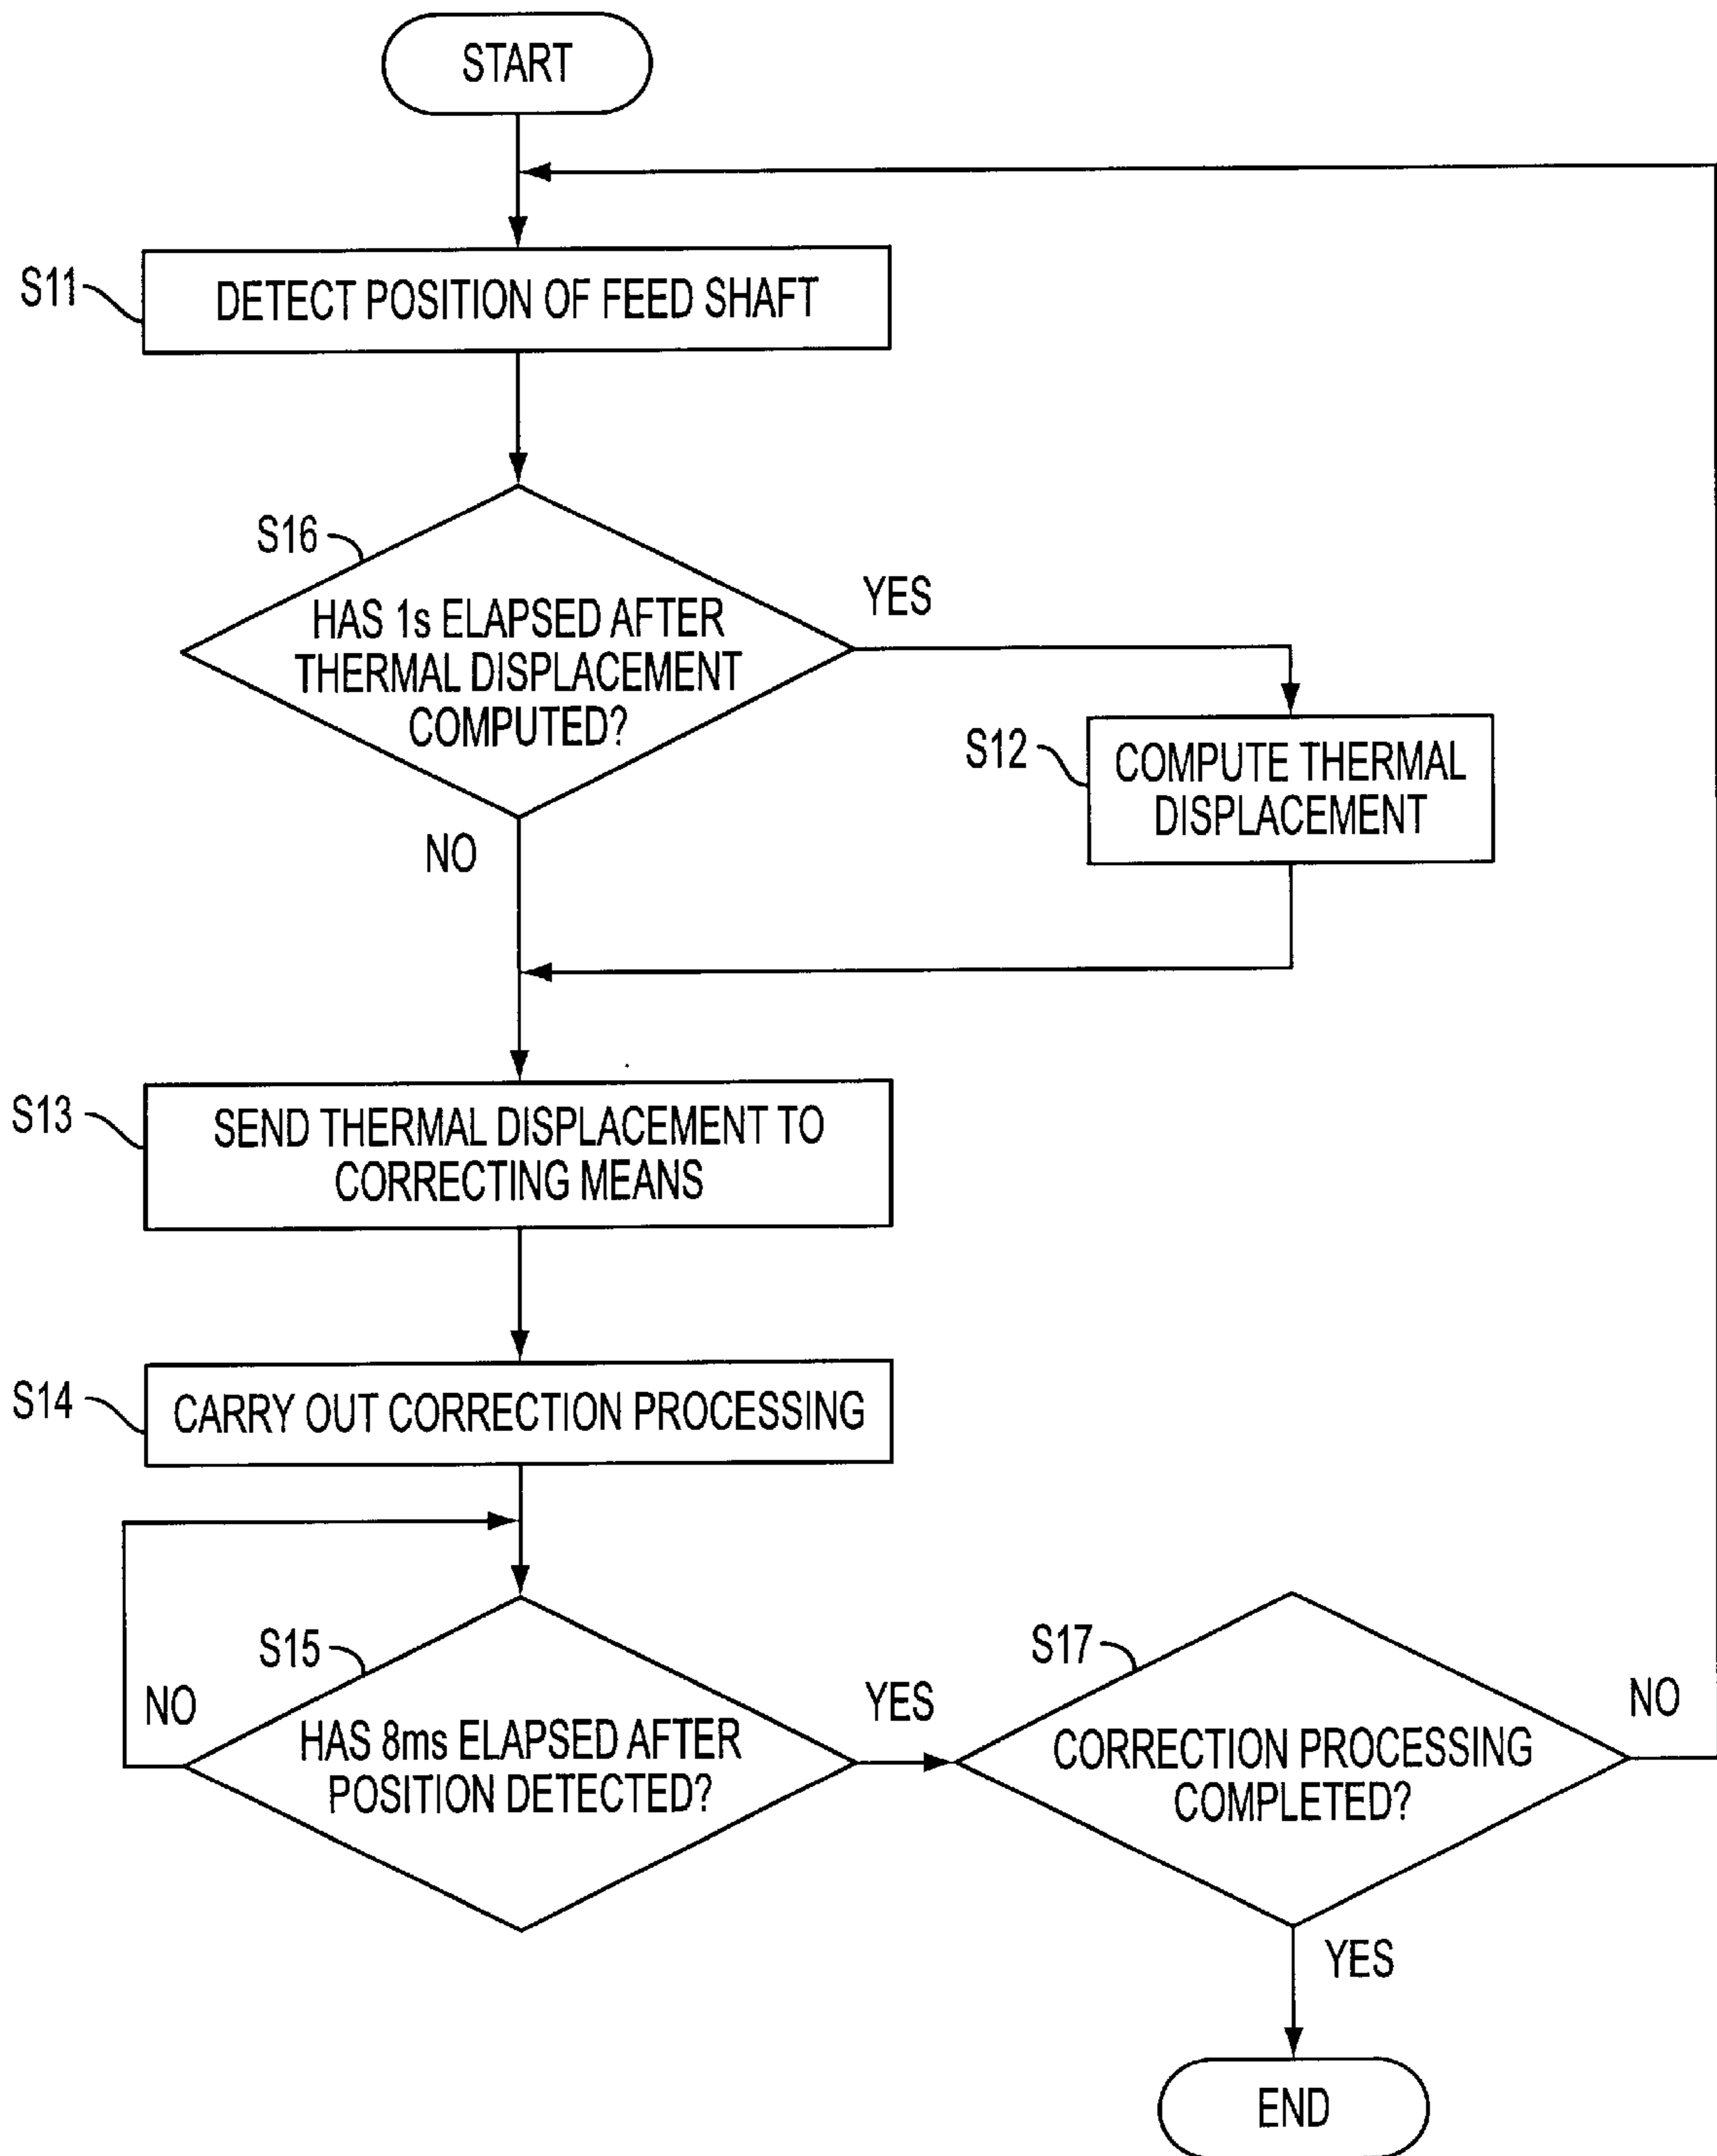 START
S11
DETECT POSITION OF FEED SHAFT
S16
HAS 1s ELAPSED AFTER
THERMAL DISPLACEMENT
COMPUTED?
YES
NO
S12
COMPUTE THERMAL
DISPLACEMENT
S13
SEND THERMAL DISPLACEMENT TO
CORRECTING MEANS
S14
CARRY OUT CORRECTION PROCESSING
S15
NO
HAS 8ms ELAPSED AFTER
POSITION DETECTED?
YES
S17
CORRECTION PROCESSING
COMPLETED?
NO
YES
END